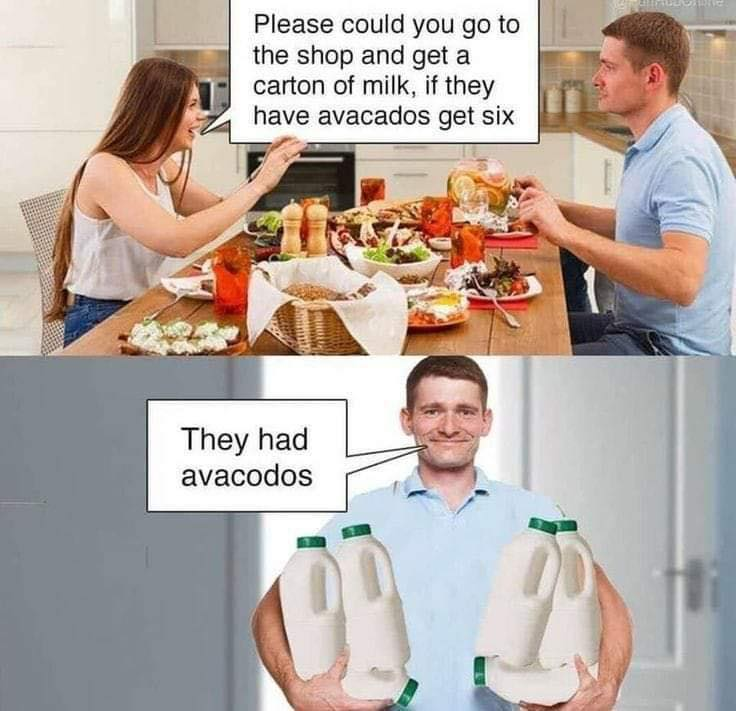 Please could you go to
the shop and get a
carton of milk, if they
have avacados get six
They had
avacodos